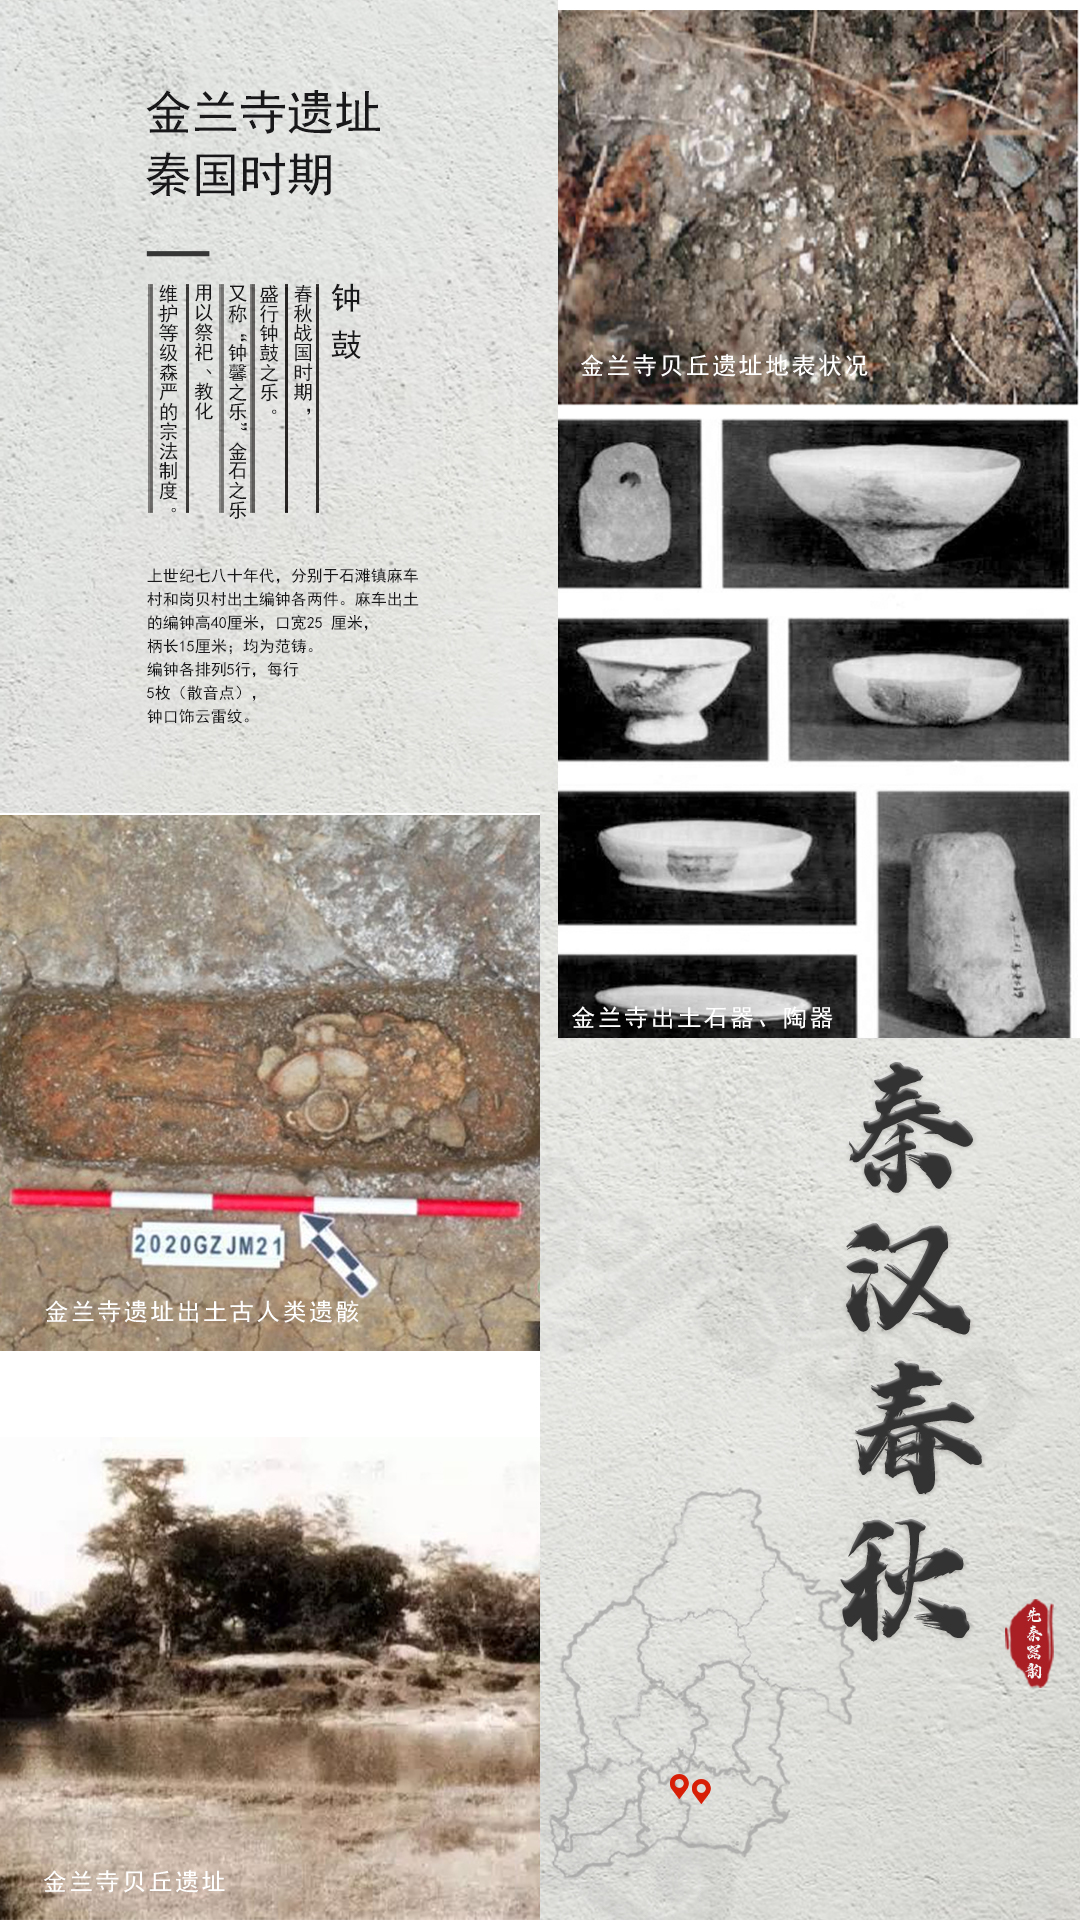 金兰寺遗址
秦国时期
钟鼓
春秋战国时期，
盛行钟鼓之乐。
又称“钟馨之乐”金石之乐
用以祭祀、教化
维护等级森严的宗法制度。
上世纪七八十年代，分别于石滩镇麻车
村和岗贝村出土编钟各两件。麻车出土
的编钟高40厘米，口宽25 厘米，
柄长15厘米；均为范铸。
编钟各排列5行，每行
5枚（散音点），
钟口饰云雷纹。
金兰寺贝丘遗址地表状况
金兰寺出土石器、陶器
2020GZJM21
金兰寺遗址出土古人类遗骸
金兰寺贝丘遗址
秦汉春秋
先秦窑韵